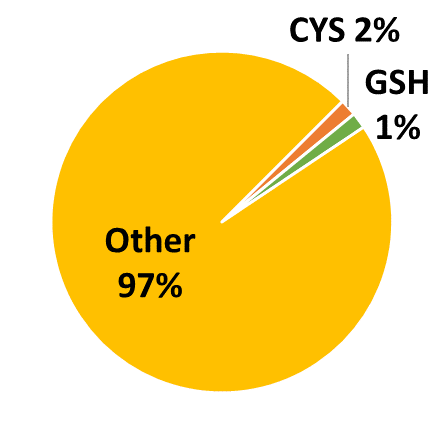 CYS 2%
GSH
1%
Other
97%